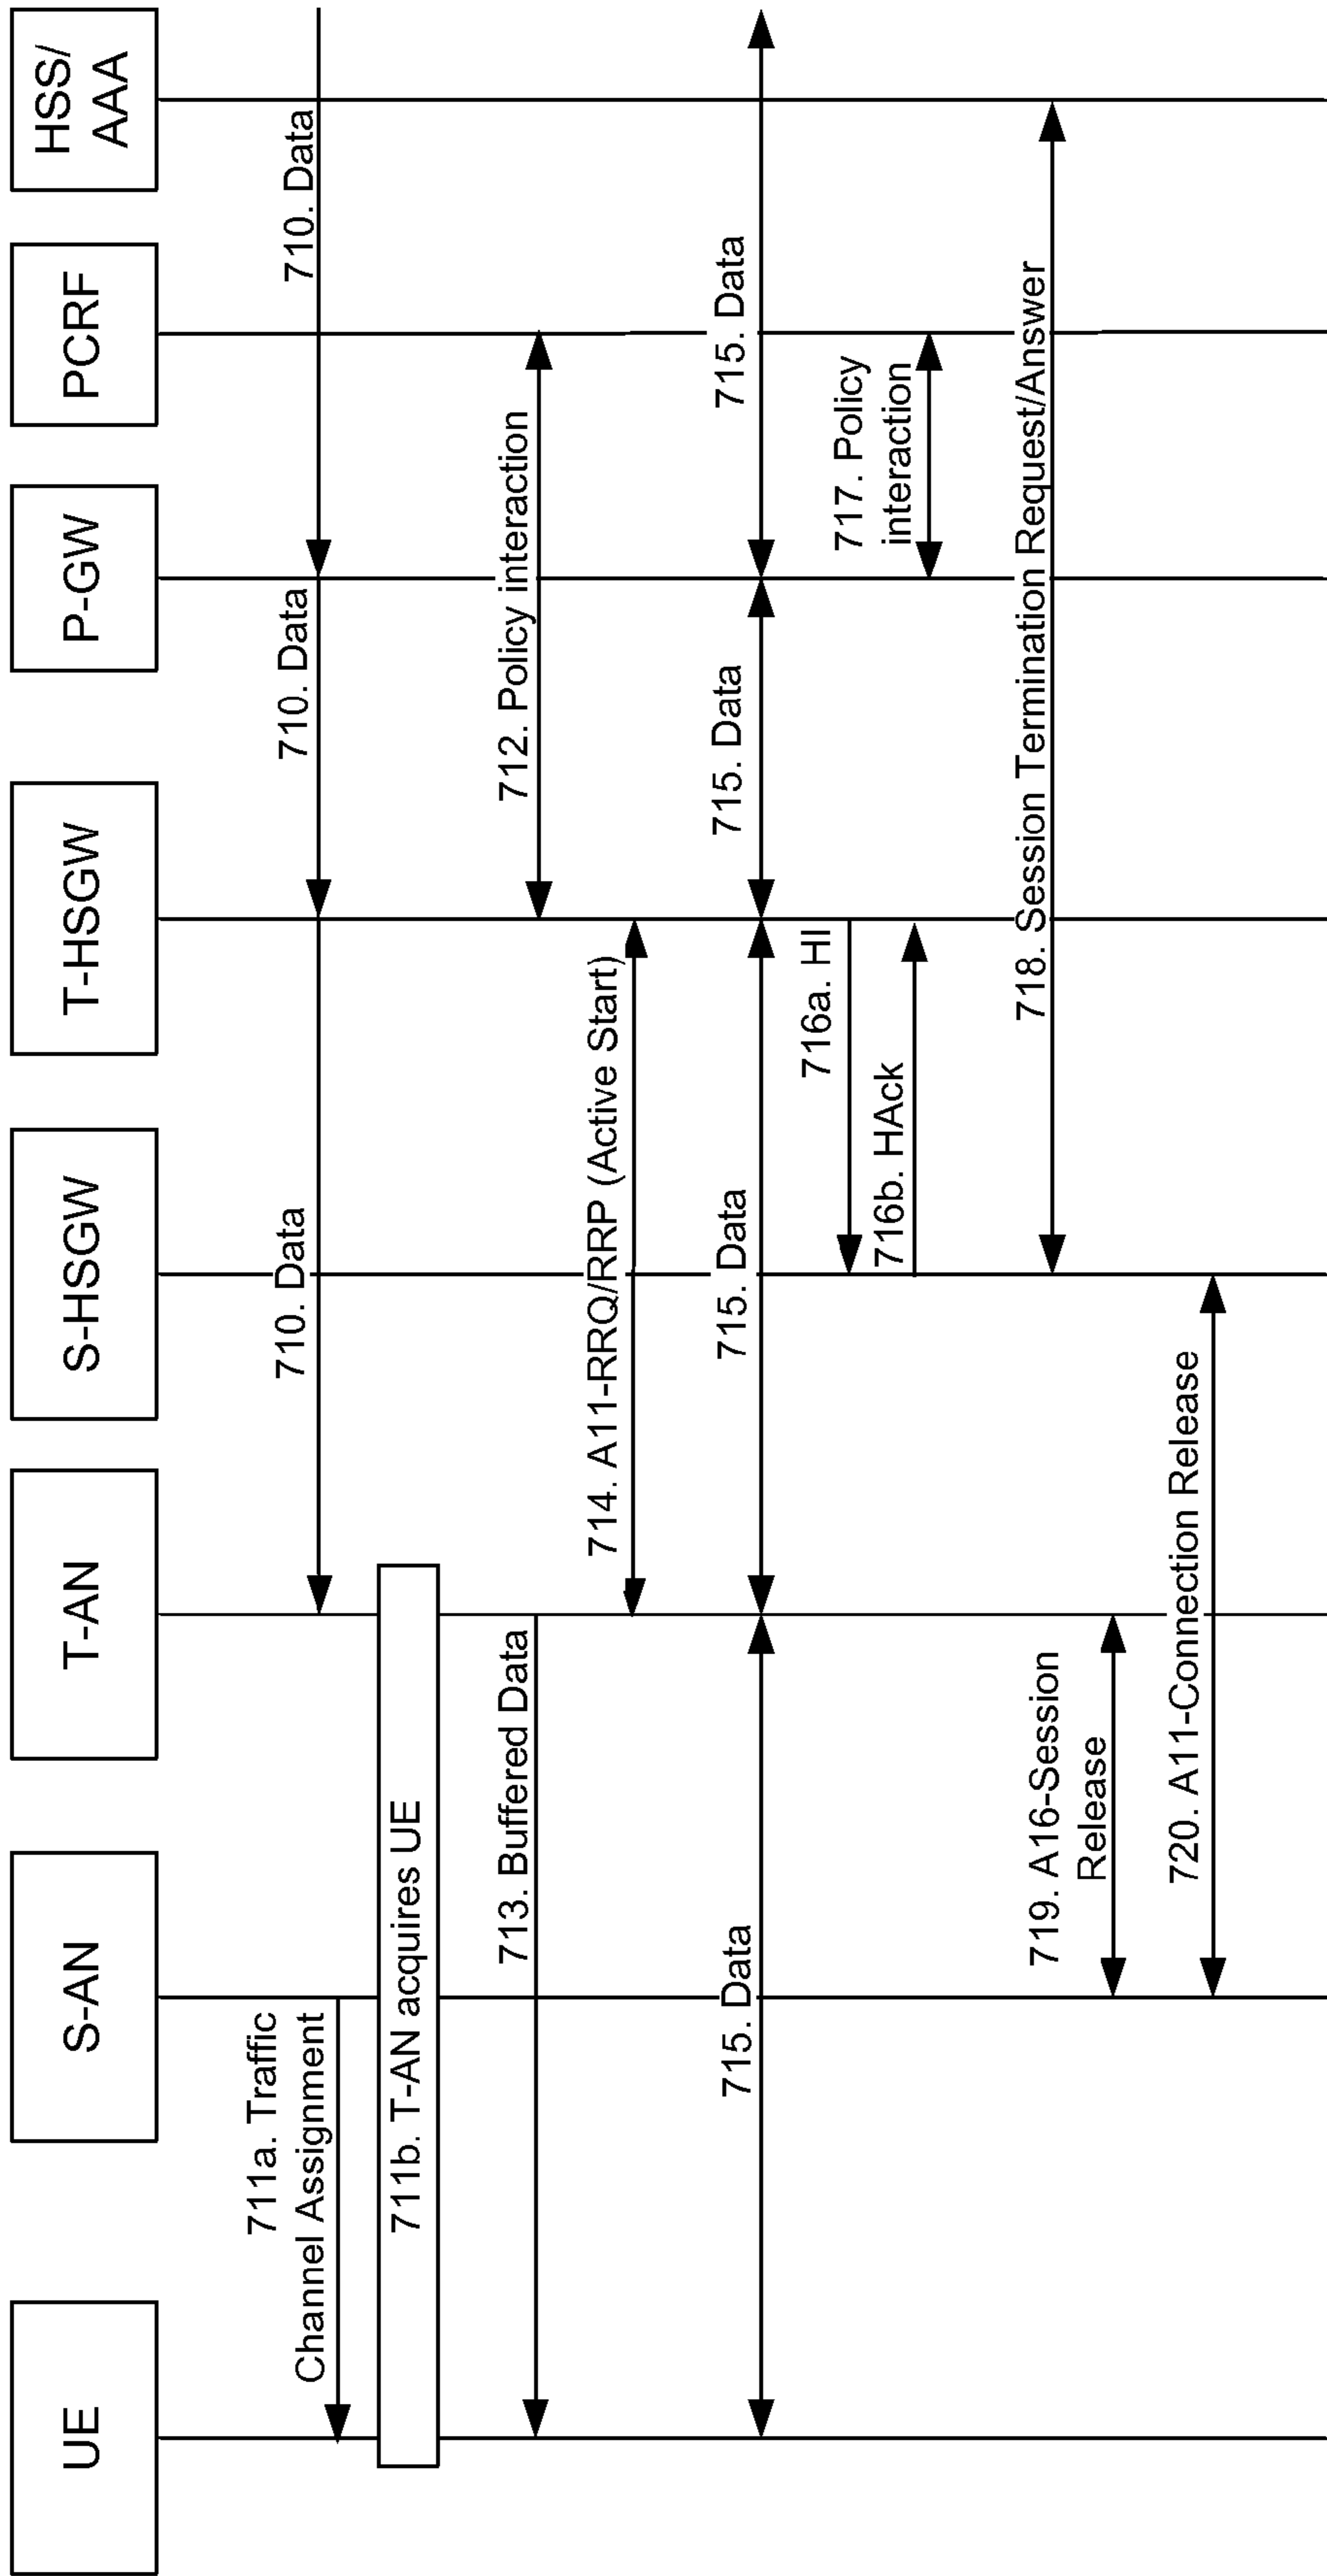 UE
S-AN
T-AN
S-HSGW
T-HSGW
P-GW
PCRF
HSS/
AAA
710. Data
710. Data
710. Data
711a. Traffic
Channel Assignment
711b. T-AN acquires UE
712. Policy interaction
713. Buffered Data
714. A11-RRQ/RRP (Active Start)
715. Data
715. Data
715. Data
715. Data
716a. HI
716b. HAck
717. Policy
interaction
718. Session Termination Request/Answer
719. A16-Session
Release
720. A11-Connection Release